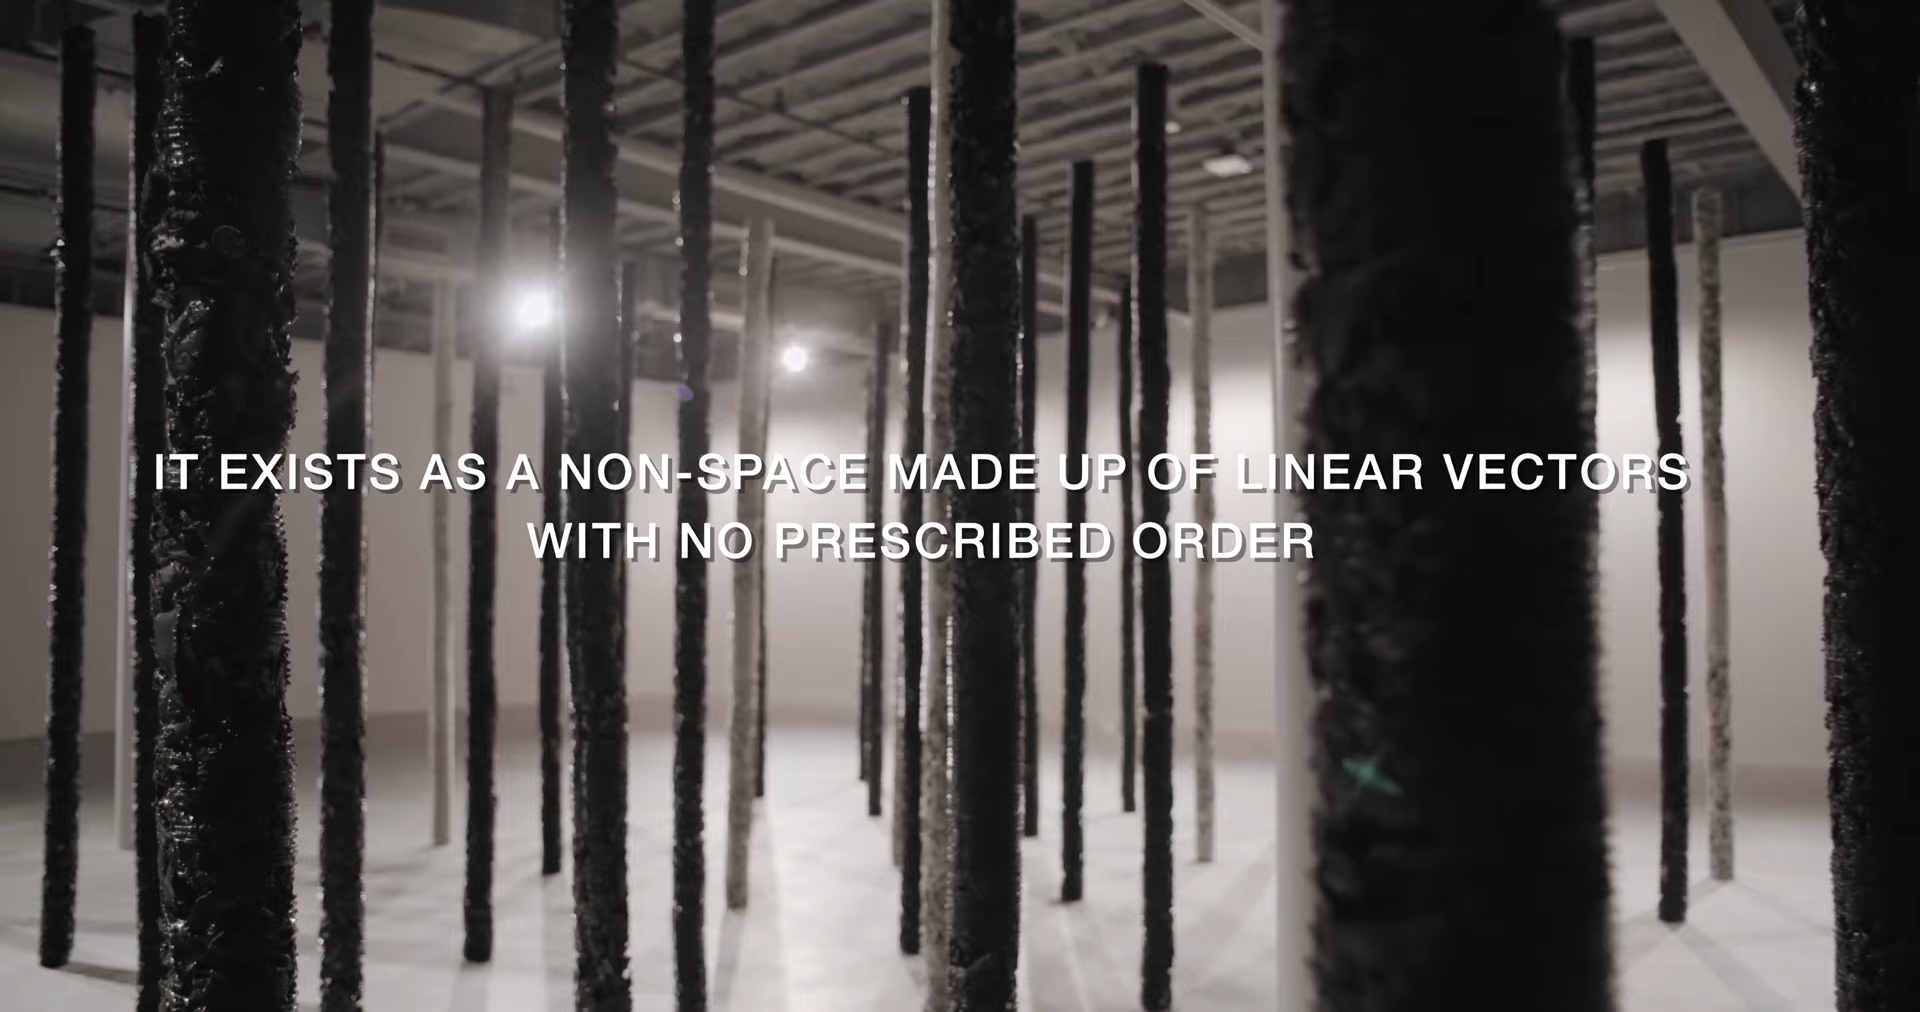 IT EXISTS AS A NON-SPACE MADE UP OF LINEAR VECTORS
WITH NO PRESCRIBED ORDER